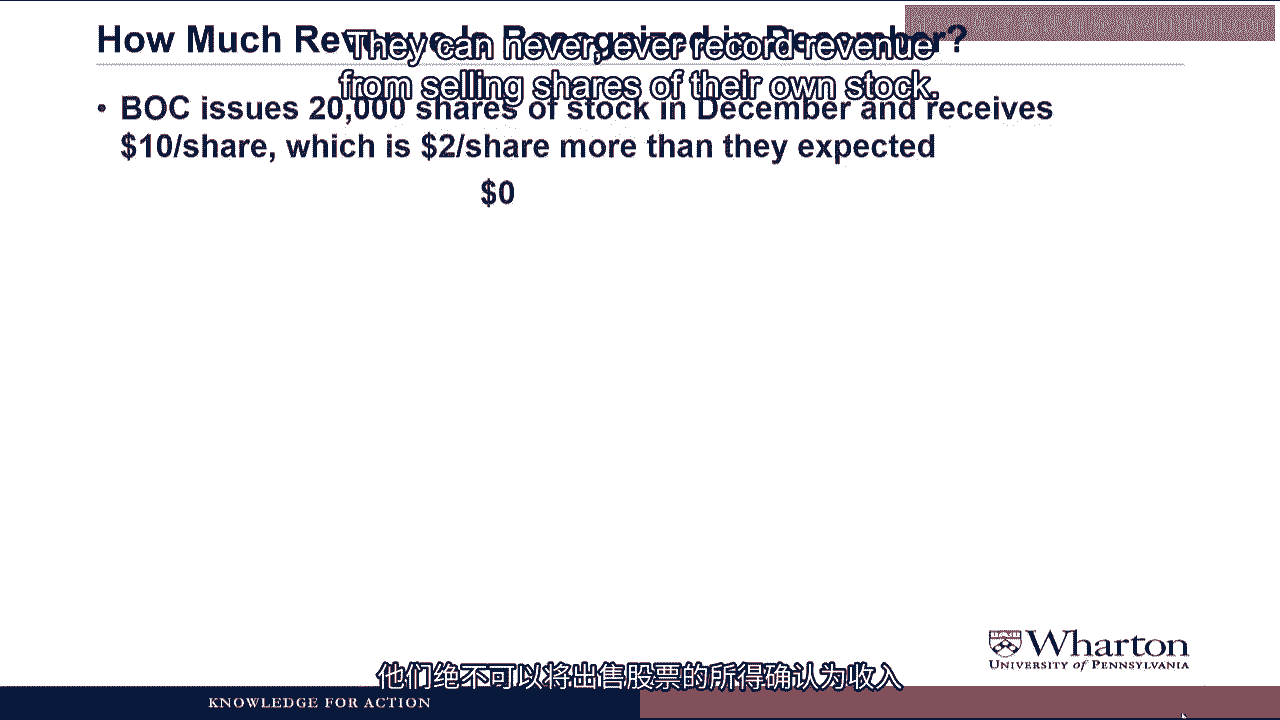 How Much Revenue Is Recognized in December?
They can never, ever record revenue
from selling shares of their own stock.
• BOC issues 20,000 shares of stock in December and receives
$10/share, which is $2/share more than they expected
$0
Wharton
UNIVERSITY of PENNSYLVANIA
他们绝不可以将出售股票的所得确认为收入
KNOWLEDGE FOR ACTION